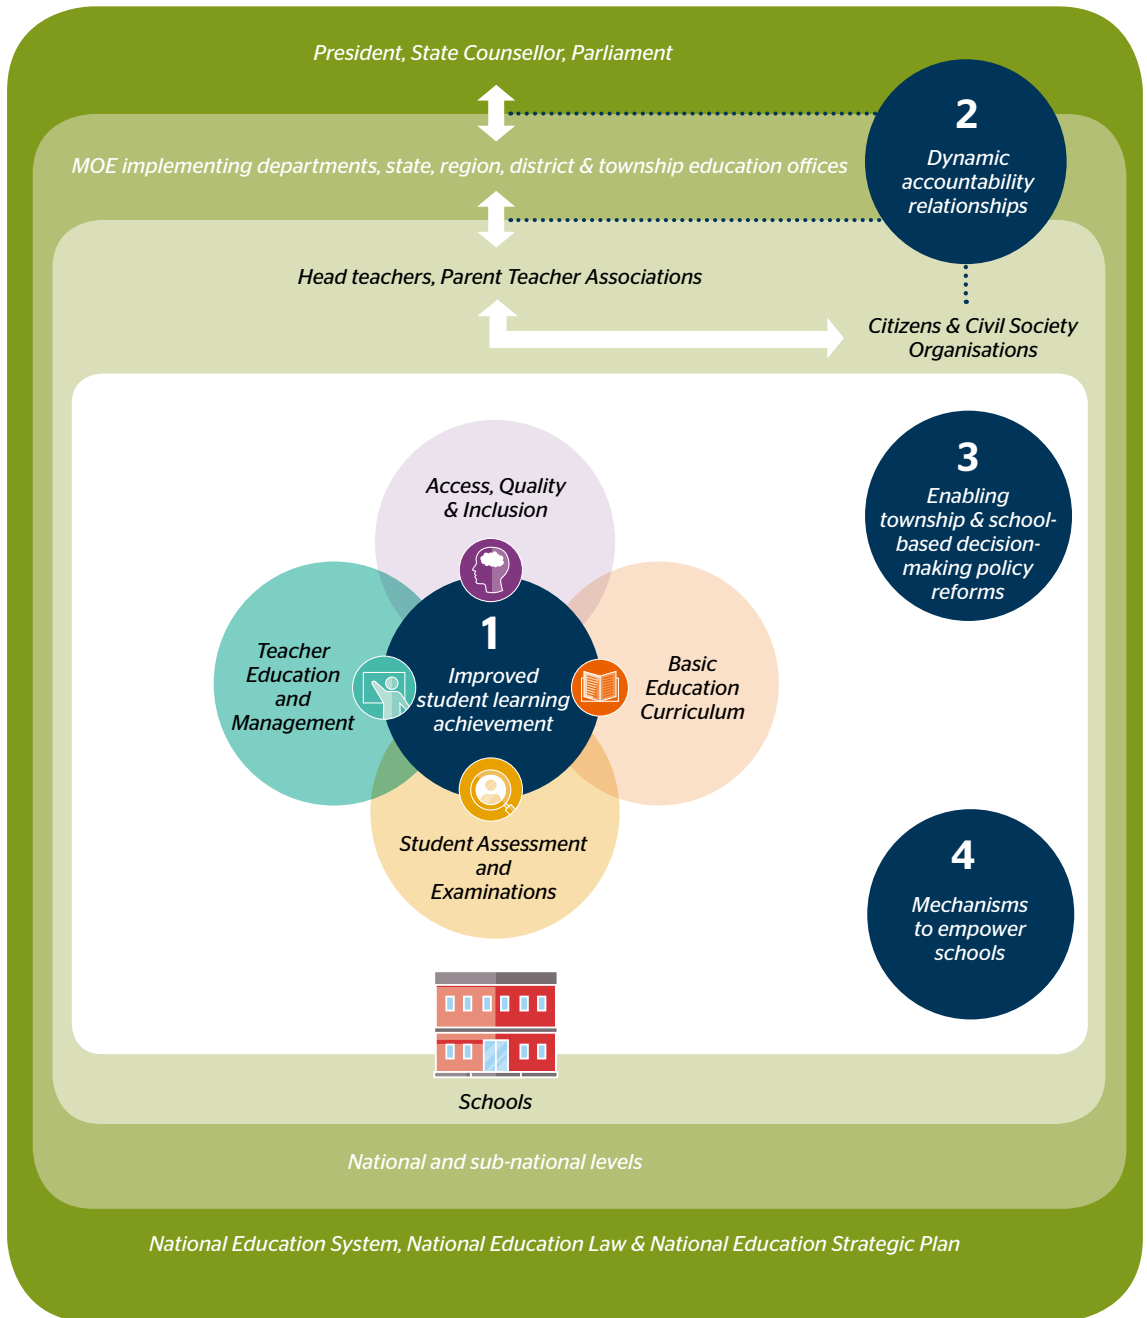 President, State Counsellor, Parliament
2
Dynamic
accountability
relationships
MOE implementing departments, state, region, district & township education offices
Head teachers, Parent Teacher Associations
Citizens & Civil Society
Organisations
Access, Quality
& Inclusion
3
Enabling
township & school-
based decision-
making policy
reforms
Teacher
Education
and
Management
1
Improved
student learning
achievement
Basic
Education
Curriculum
Student Assessment
and
Examinations
4
Mechanisms
to empower
schools
Schools
National and sub-national levels
National Education System, National Education Law & National Education Strategic Plan